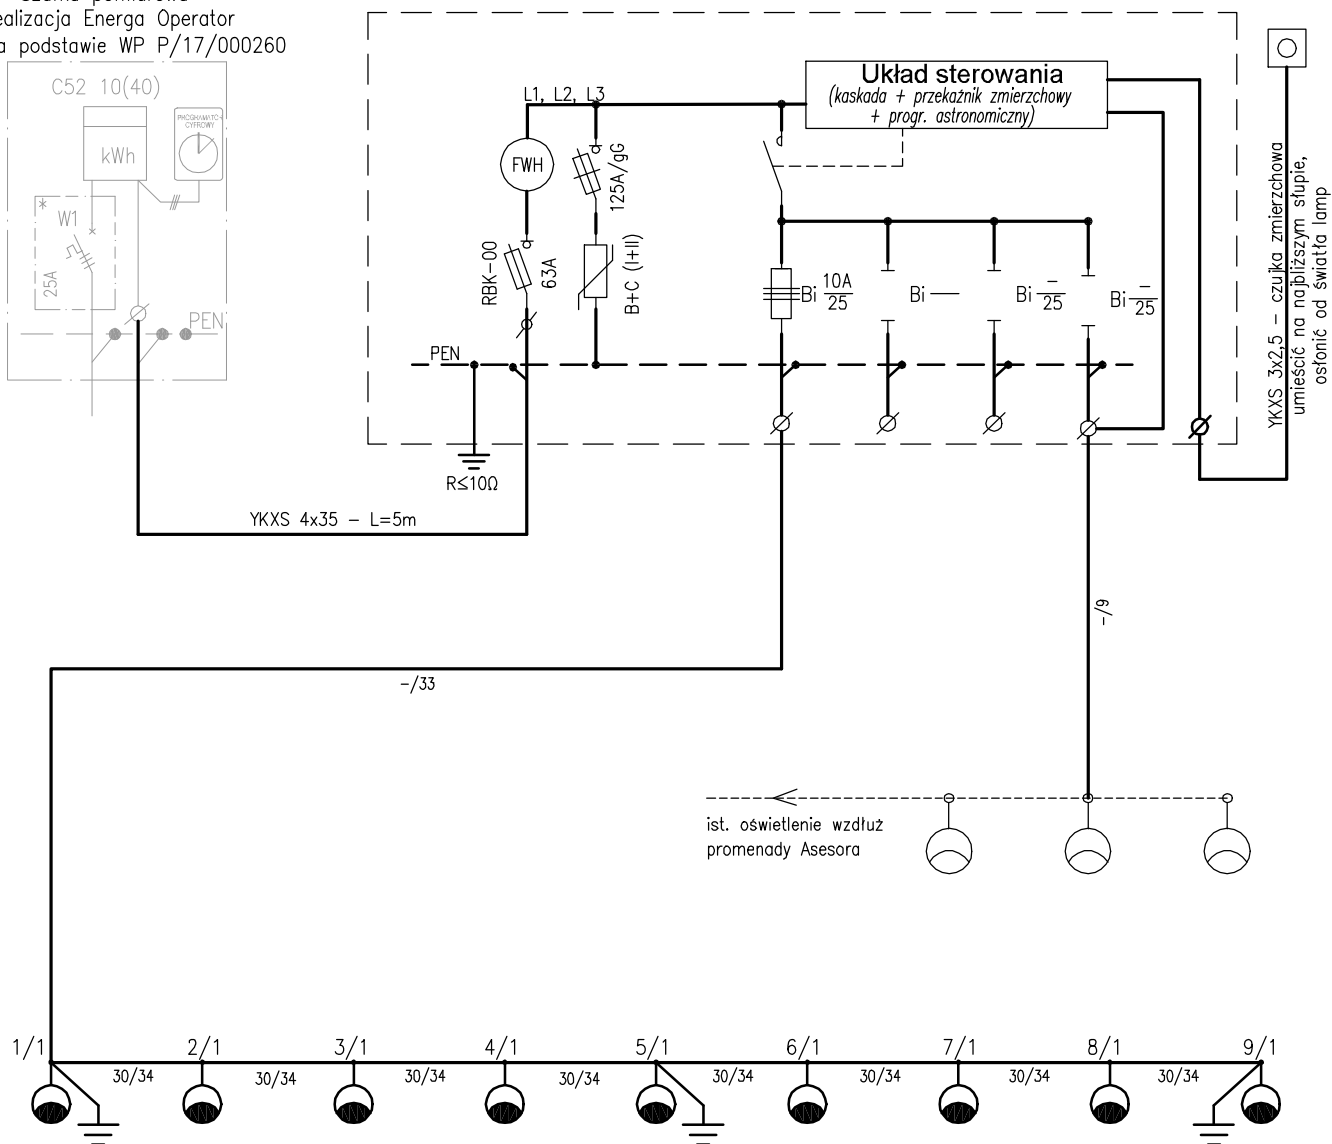 ealizacja Energa Operator
a podstawie WP P/17/000260
C52 10(40)
kWh
CYFROWY
W1
25A
PEN
L1, L2, L3
FWH
125A/gG
RBK-00
63A
B+C (I+II)
Układ sterowania
(kaskada + przekaźnik zmierzchowy
+ progr. astronomiczny)
Bi 10A
25
Bi —
Bi -
25
Bi -
25
PEN
R≤10Ω
YKXS 4x35 - L=5m
YKXS 3x2,5 - czujka zmierzchowa
umieścić na najbliższym słupie,
osłonić od światła lamp
-/9
-/33
ist. oświetlenie wzdłuż
promenady Asesora
1/1 2/1 3/1 4/1 5/1 6/1 7/1 8/1 9/1
30/34 30/34 30/34 30/34 30/34 30/34 30/34 30/34